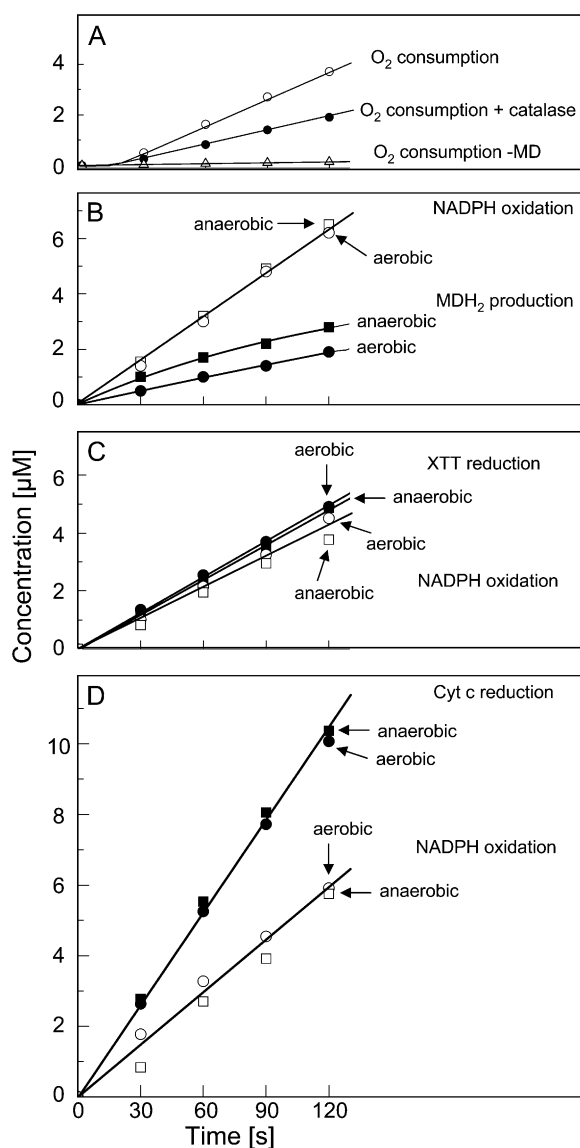 A
4
2
0
O2 consumption
O2 consumption + catalase
O2 consumption -MD
B
NADPH oxidation
6
4
2
0
anaerobic
aerobic
MDH2 production
anaerobic
aerobic
C
aerobic
XTT reduction
6
4
2
0
anaerobic
aerobic
NADPH oxidation
anaerobic
Concentration [µM]
D
Cyt c reduction
10
8
6
4
2
0
anaerobic
aerobic
aerobic
NADPH oxidation
anaerobic
0 30 60 90 120
Time [s]